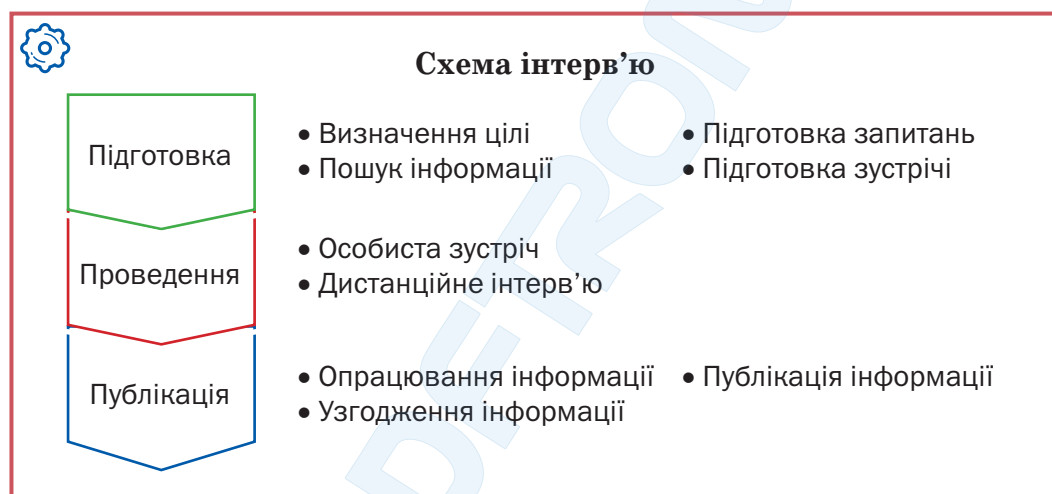 Схема інтерв’ю
Підготовка
• Визначення цілі
• Пошук інформації
• Підготовка запитань
• Підготовка зустрічі
Проведення
• Особиста зустріч
• Дистанційне інтерв’ю
Публікація
• Опрацювання інформації
• Узгодження інформації
• Публікація інформації